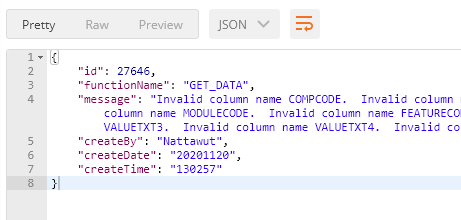 Pretty Raw Preview JSON
1 {
2 "id": 27646,
3 "functionName": "GET_DATA",
4 "message": "Invalid column name COMPCODE. Invalid column
column name MODULECODE. Invalid column name
VALUETXT3. Invalid column name VALUETXT4. Invalid
5 "createBy": "Nattawut",
6 "createDate": "20201120",
7 "createTime": "130257"
8 }